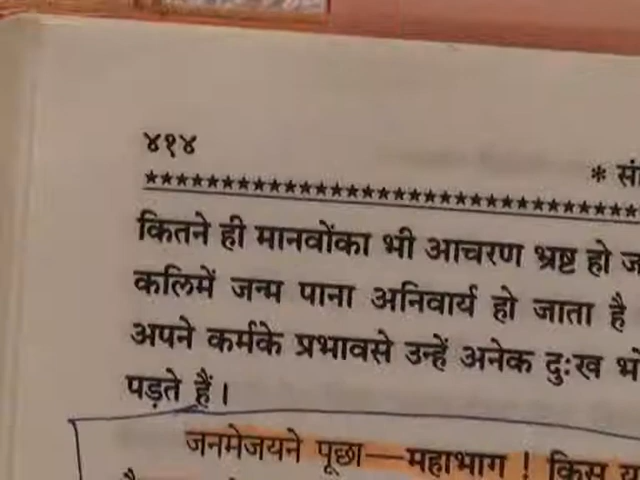 ४१४
* सं
कितने ही मानवोंका भी आचरण भ्रष्ट हो
कलिमें जन्म पाना अनिवार्य हो जाता है
अपने कर्मके प्रभावसे उन्हें अनेक दुःख
पड़ते हैं।
जनमेजयने पूछा—महाभाग ! किस